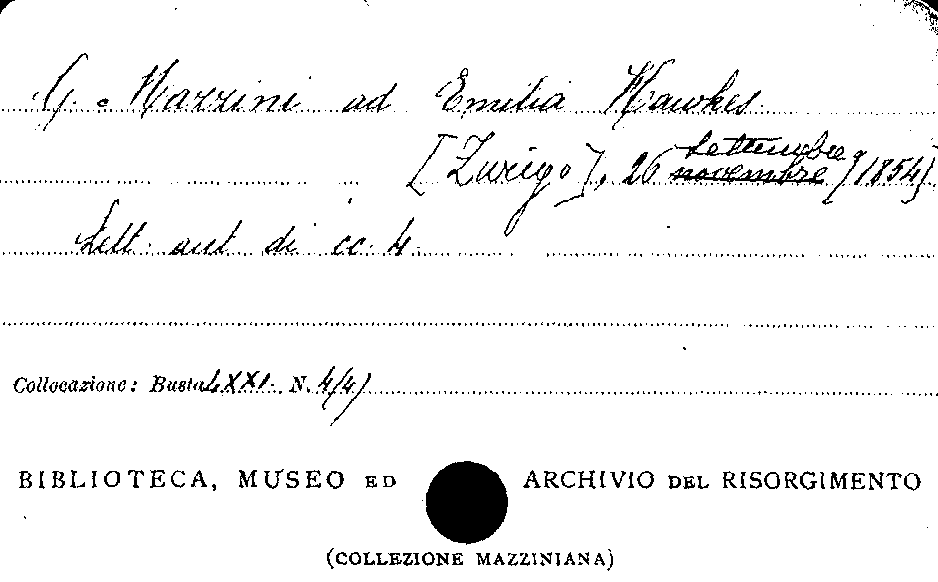 G. Mazzini ad Emilia Hawkes.
[Zurigo], 26 settembre novembre [1854]
Lett. aut. di cc. 4.
Collocazione: Busta LXXI. N. 4/4)
BIBLIOTECA, MUSEO ED ARCHIVIO DEL RISORGIMENTO
(COLLEZIONE MAZZINIANA)